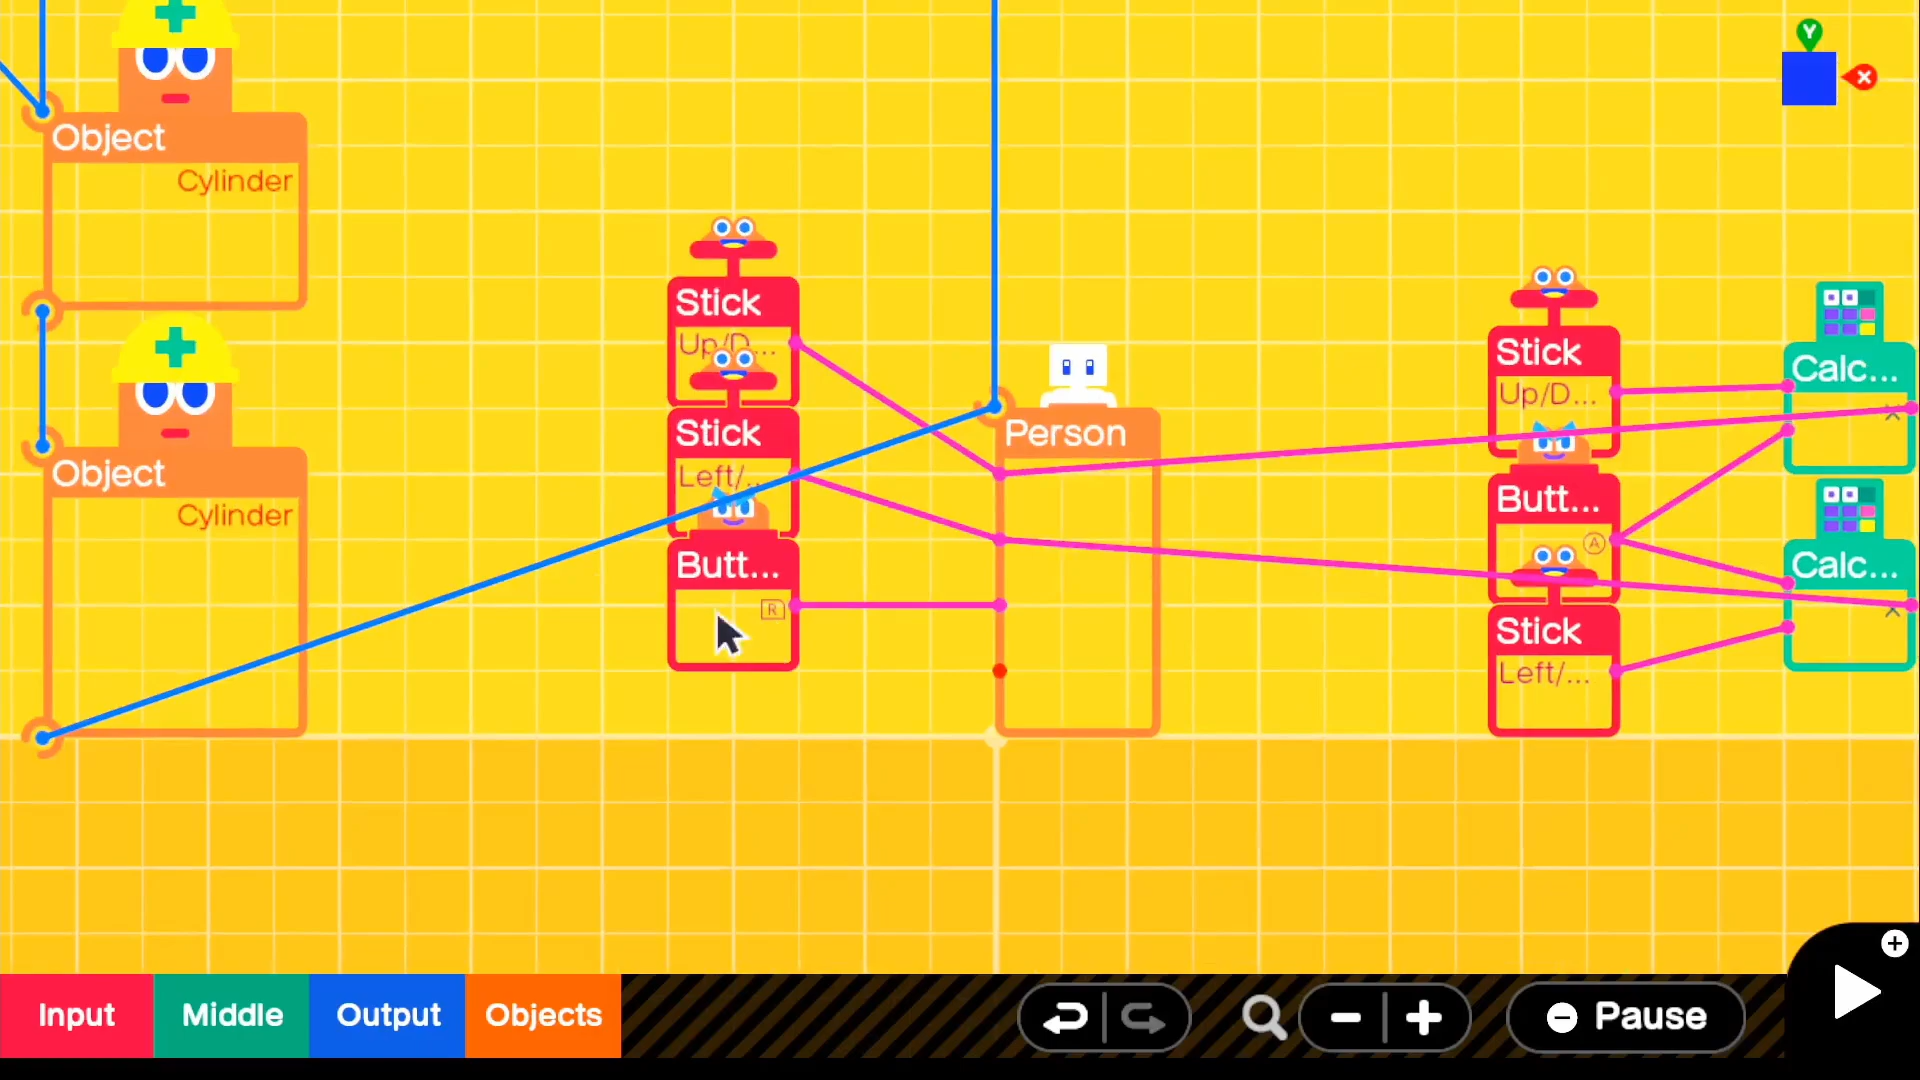 Y
Object
Cylinder
Stick
Up/D...
Stick
Left/...
Butt...
R
Person
Stick
Up/D...
Butt...
A
Stick
Left/...
Calc...
×
Calc...
×
Object
Cylinder
Input
Middle
Output
Objects
Pause